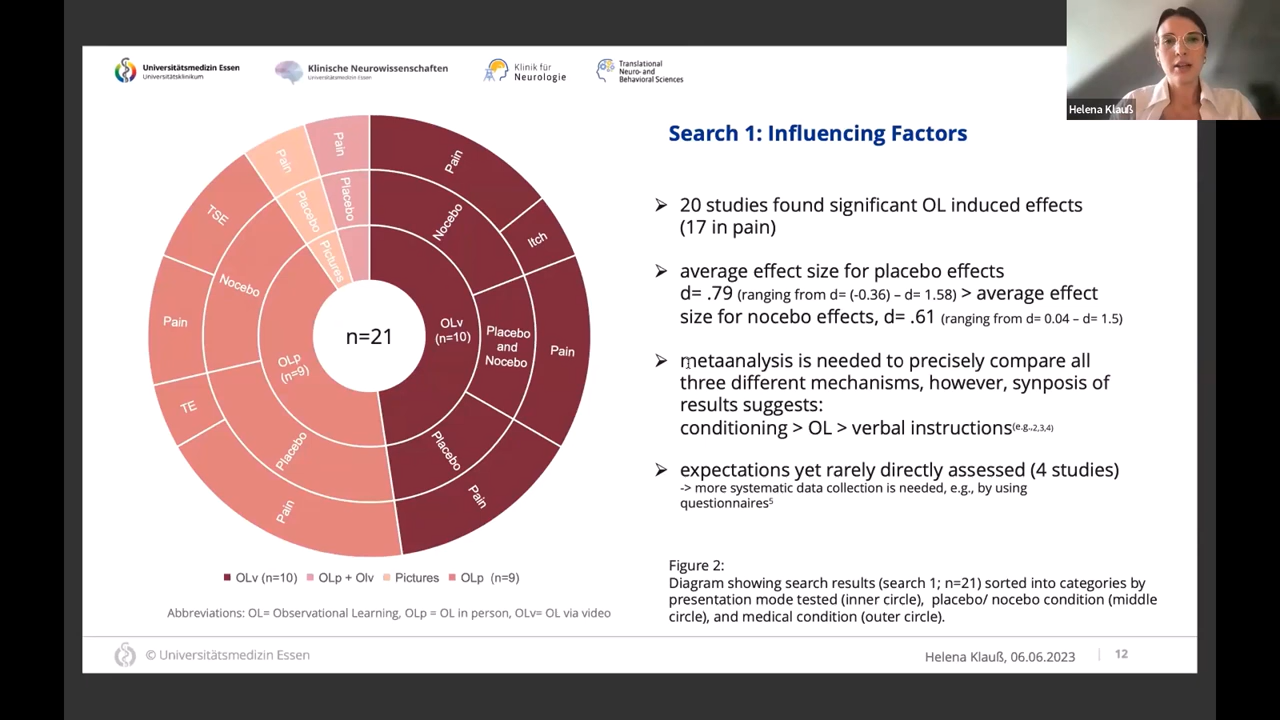 Universitätsmedizin Essen
Universitätsklinikum
Klinische Neurowissenschaften
Universitätsmedizin Essen
Klinik für
Neurologie
Translational
Neuro- and
Behavioral Sciences
Helena Klauß
Search 1: Influencing Factors
Pain
Pain
Pain
TSE
Placebo
Placebo
Nocebo
Itch
Pictures
Nocebo
Pain
OLv
(n=10)
Placebo
and
Nocebo
Pain
n=21
OLp
(n=9)
TE
Placebo
Placebo
Pain
Pain
OLv (n=10)
OLp + Olv
Pictures
OLp (n=9)
Abbreviations: OL= Observational Learning, OLp = OL in person, OLv= OL via video
➢ 20 studies found significant OL induced effects
(17 in pain)
➢ average effect size for placebo effects
d= .79 (ranging from d= (-0.36) – d= 1.58) > average effect
size for nocebo effects, d= .61 (ranging from d= 0.04 – d= 1.5)
➢ metaanalysis is needed to precisely compare all
three different mechanisms, however, synposis of
results suggests:
conditioning > OL > verbal instructions(e.g.,2,3,4)
➢ expectations yet rarely directly assessed (4 studies)
-> more systematic data collection is needed, e.g., by using
questionnaires5
Figure 2:
Diagram showing search results (search 1; n=21) sorted into categories by
presentation mode tested (inner circle), placebo/ nocebo condition (middle
circle), and medical condition (outer circle).
© Universitätsmedizin Essen
Helena Klauß, 06.06.2023
12